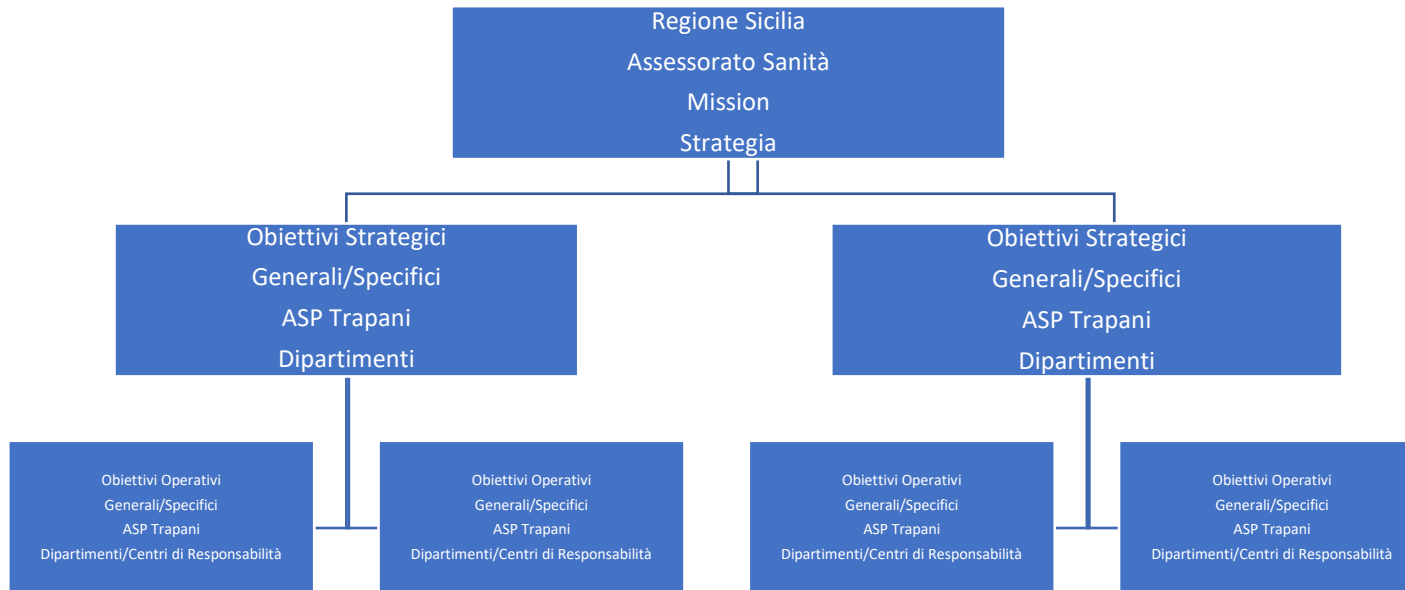 Regione Sicilia
Assessorato Sanità
Mission
Strategia
Obiettivi Strategici
Generali/Specifici
ASP Trapani
Dipartimenti
Obiettivi Strategici
Generali/Specifici
ASP Trapani
Dipartimenti
Obiettivi Operativi
Generali/Specifici
ASP Trapani
Dipartimenti/Centri di Responsabilità
Obiettivi Operativi
Generali/Specifici
ASP Trapani
Dipartimenti/Centri di Responsabilità
Obiettivi Operativi
Generali/Specifici
ASP Trapani
Dipartimenti/Centri di Responsabilità
Obiettivi Operativi
Generali/Specifici
ASP Trapani
Dipartimenti/Centri di Responsabilità